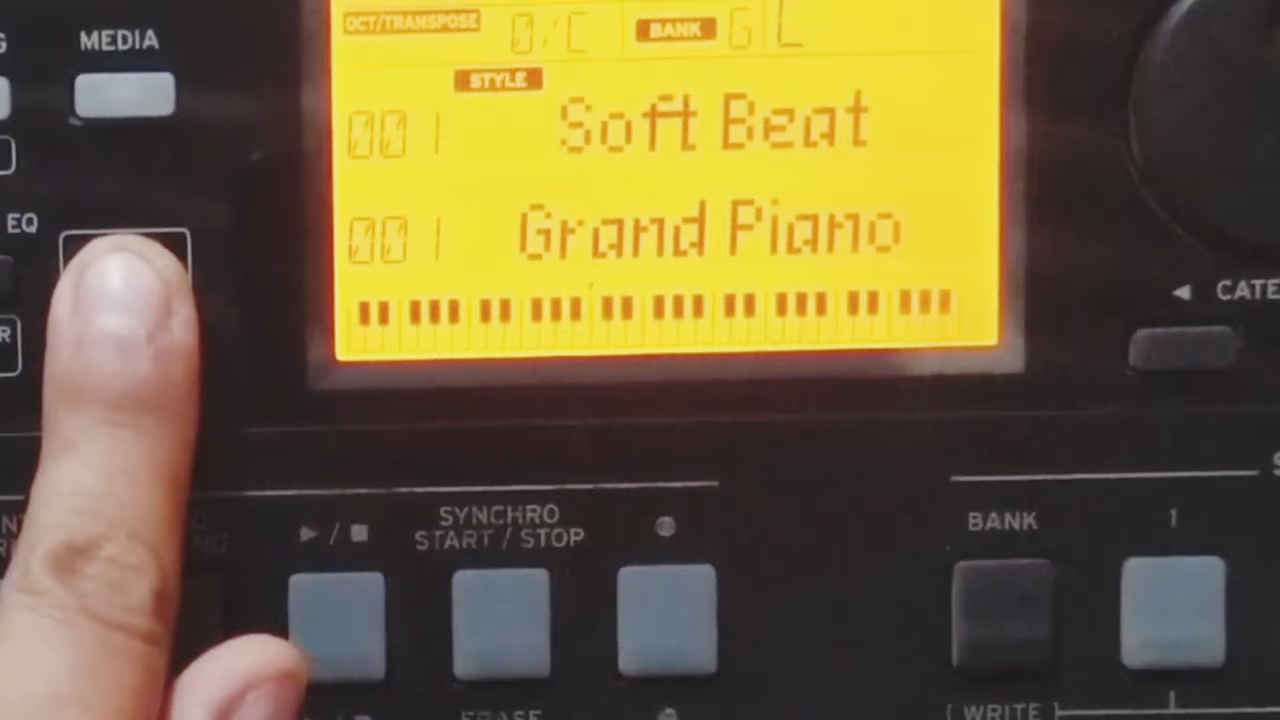 MEDIA
OCT/TRANSPOSE 0/C BANK G L
STYLE
001 Soft Beat
EQ
001 Grand Piano
◄ CATE
R
►/■ SYNCHRO
START / STOP ●
BANK 1
ERASE
[ WRITE ]